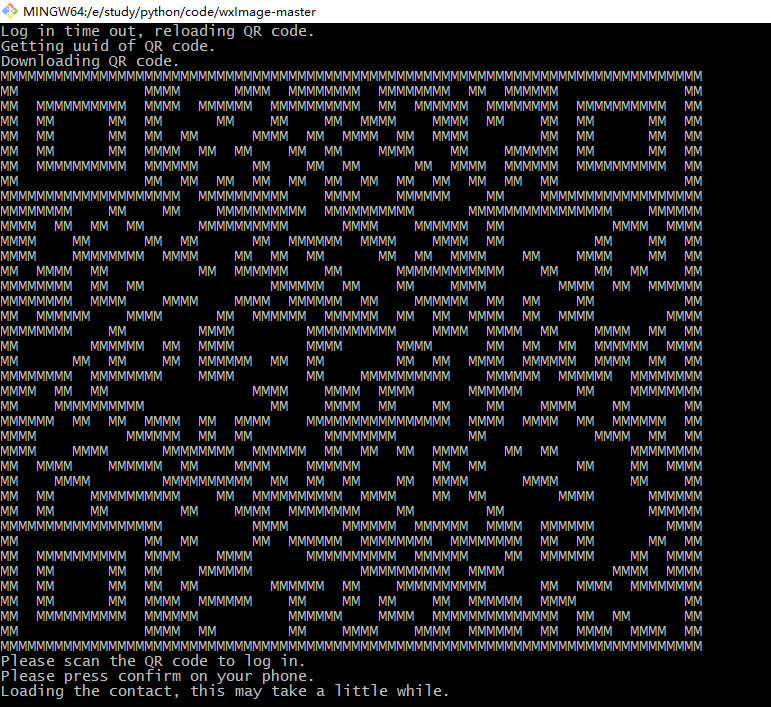 MINGW64:/e/study/python/code/wxImage-master
Log in time out, reloading QR code.
Getting uuid of QR code.
Downloading QR code.
Please scan the QR code to log in.
Please press confirm on your phone.
Loading the contact, this may take a little while.